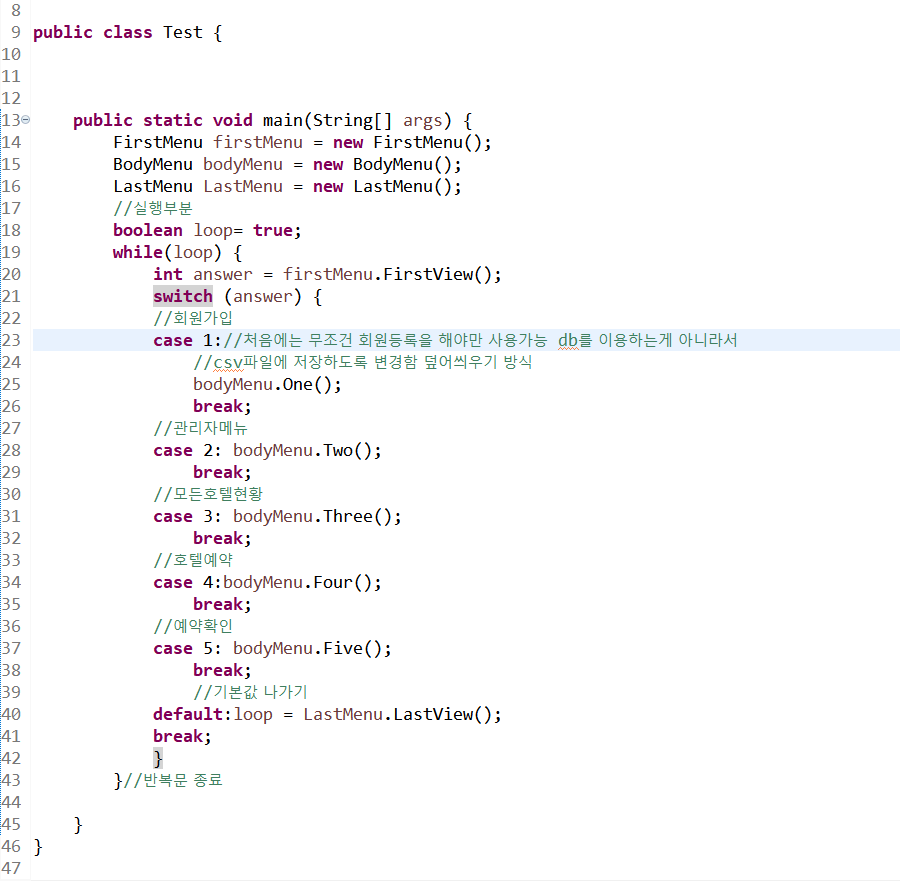 8
9 public class Test {
10
11
12
13 public static void main(String[] args) {
14 FirstMenu firstMenu = new FirstMenu();
15 BodyMenu bodyMenu = new BodyMenu();
16 LastMenu LastMenu = new LastMenu();
17 //실행부분
18 boolean loop= true;
19 while(loop) {
20 int answer = firstMenu.FirstView();
21 switch (answer) {
22 //회원가입
23 case 1://처음에는 무조건 회원등록을 해야만 사용가능 db를 이용하는게 아니라서
24 //csv파일에 저장하도록 변경함 덮어씌우기 방식
25 bodyMenu.One();
26 break;
27 //관리자메뉴
28 case 2: bodyMenu.Two();
29 break;
30 //모든호텔현황
31 case 3: bodyMenu.Three();
32 break;
33 //호텔예약
34 case 4:bodyMenu.Four();
35 break;
36 //예약확인
37 case 5: bodyMenu.Five();
38 break;
39 //기본값 나가기
40 default:loop = LastMenu.LastView();
41 break;
42 }
43 }//반복문 종료
44
45 }
46 }
47